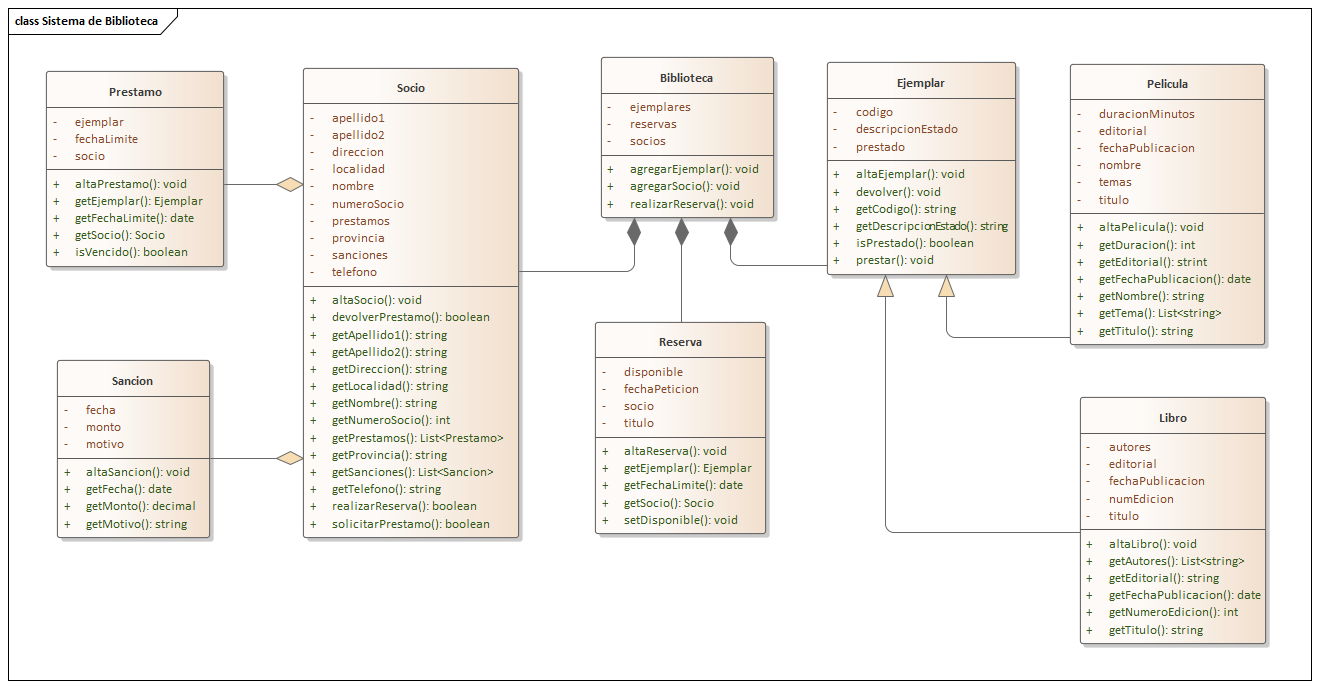 class Sistema de Biblioteca
Prestamo
- ejemplar
- fechaLimite
- socio
+ altaPrestamo(): void
+ getEjemplar(): Ejemplar
+ getFechaLimite(): date
+ getSocio(): Socio
+ isVencido(): boolean
Socio
- apellido1
- apellido2
- direccion
- localidad
- nombre
- numeroSocio
- prestamos
- provincia
- sanciones
- telefono
+ altaSocio(): void
+ devolverPrestamo(): boolean
+ getApellido1(): string
+ getApellido2(): string
+ getDireccion(): string
+ getLocalidad(): string
+ getNombre(): string
+ getNumeroSocio(): int
+ getPrestamos(): List<Prestamo>
+ getProvincia(): string
+ getSanciones(): List<Sancion>
+ getTelefono(): string
+ realizarReserva(): boolean
+ solicitarPrestamo(): boolean
Biblioteca
- ejemplares
- reservas
- socios
+ agregarEjemplar(): void
+ agregarSocio(): void
+ realizarReserva(): void
Ejemplar
- codigo
- descripcionEstado
- prestado
+ altaEjemplar(): void
+ devolver(): void
+ getCodigo(): string
+ getDescripcionEstado(): string
+ isPrestado(): boolean
+ prestar(): void
Pelicula
- duracionMinutos
- editorial
- fechaPublicacion
- nombre
- temas
- titulo
+ altaPelicula(): void
+ getDuracion(): int
+ getEditorial(): strint
+ getFechaPublicacion(): date
+ getNombre(): string
+ getTema(): List<string>
+ getTitulo(): string
Sancion
- fecha
- monto
- motivo
+ altaSancion(): void
+ getFecha(): date
+ getMonto(): decimal
+ getMotivo(): string
Reserva
- disponible
- fechaPeticion
- socio
- titulo
+ altaReserva(): void
+ getEjemplar(): Ejemplar
+ getFechaLimite(): date
+ getSocio(): Socio
+ setDisponible(): void
Libro
- autores
- editorial
- fechaPublicacion
- numEdicion
- titulo
+ altaLibro(): void
+ getAutores(): List<string>
+ getEditorial(): string
+ getFechaPublicacion(): date
+ getNumeroEdicion(): int
+ getTitulo(): string